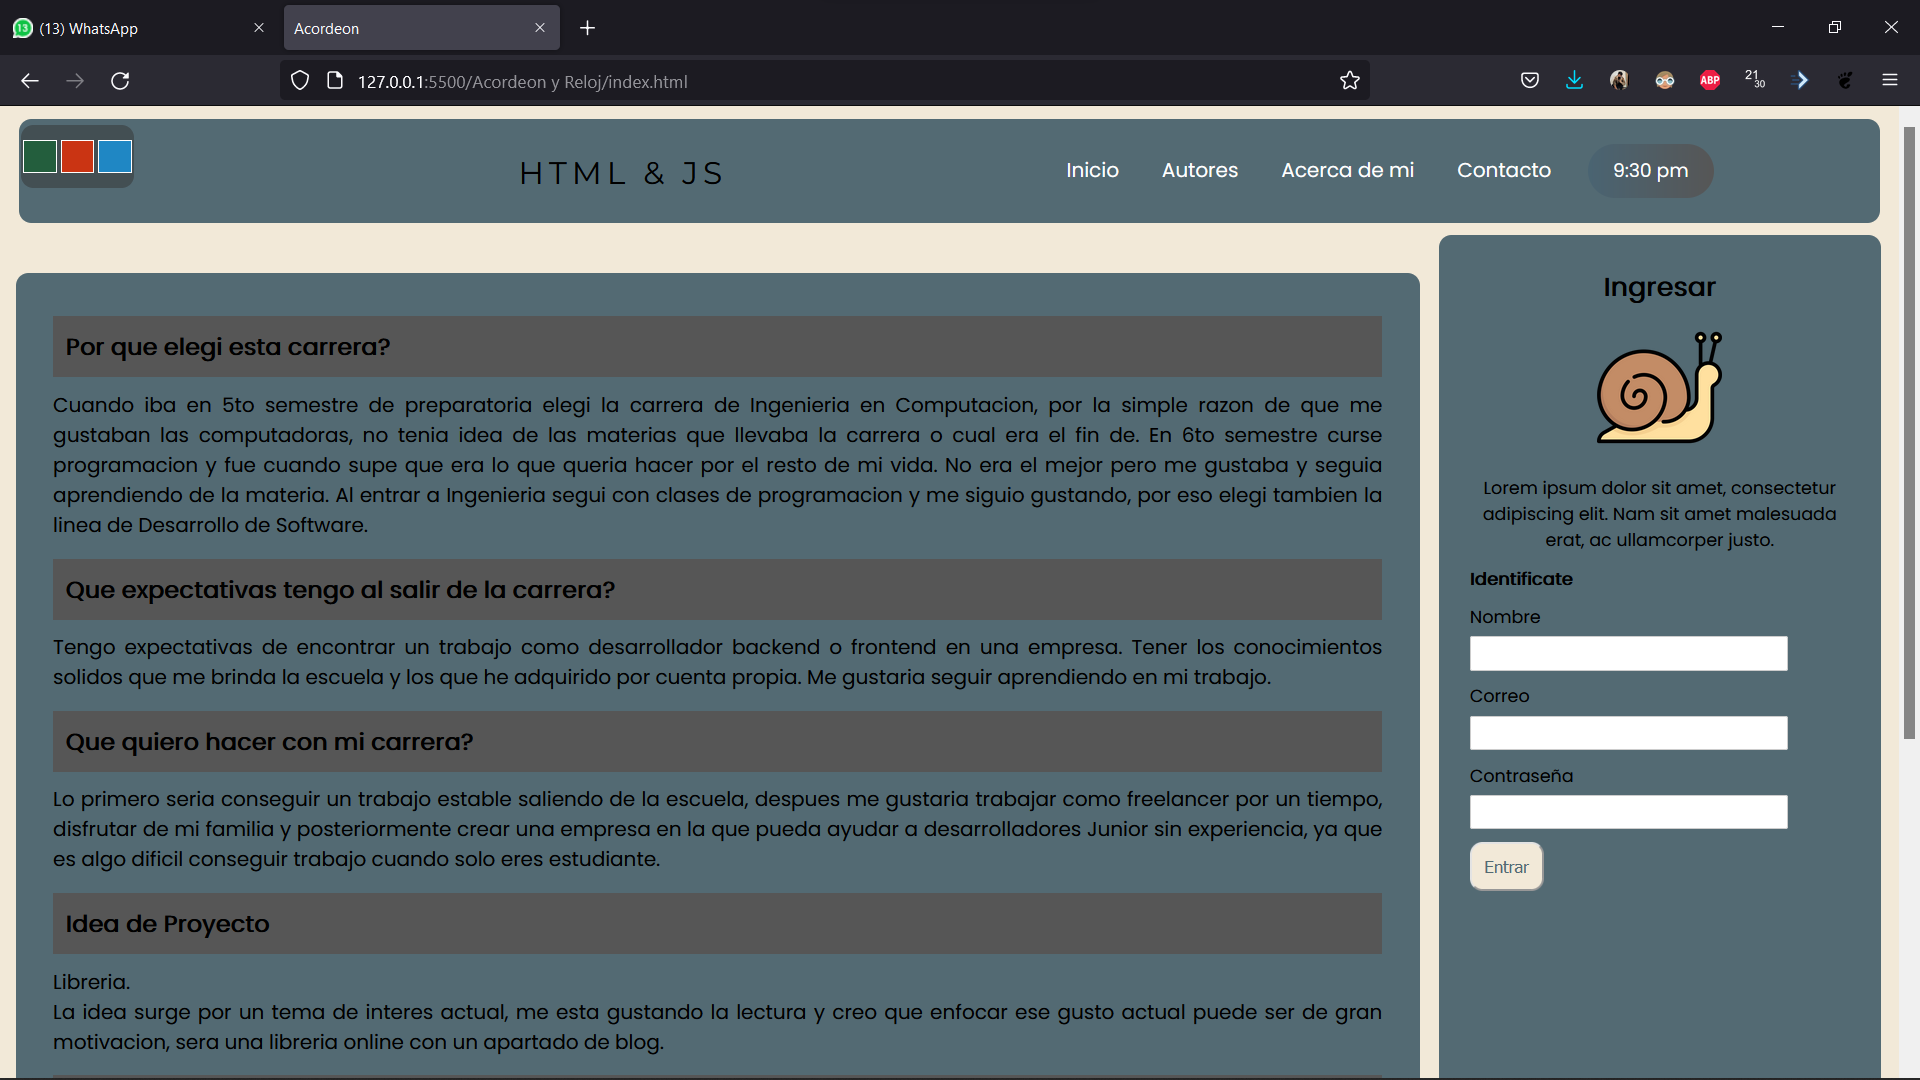 13
(13) WhatsApp
Acordeon
127.0.0.1:5500/Acordeon y Reloj/index.html
ABP
21
30
HTML & JS
Inicio
Autores
Acerca de mi
Contacto
9:30 pm
Por que elegi esta carrera?
Cuando iba en 5to semestre de preparatoria elegi la carrera de Ingenieria en Computacion, por la simple razon de que me
gustaban las computadoras, no tenia idea de las materias que llevaba la carrera o cual era el fin de. En 6to semestre curse
programacion y fue cuando supe que era lo que queria hacer por el resto de mi vida. No era el mejor pero me gustaba y seguia
aprendiendo de la materia. Al entrar a Ingenieria segui con clases de programacion y me siguio gustando, por eso elegi tambien la
linea de Desarrollo de Software.
Que expectativas tengo al salir de la carrera?
Tengo expectativas de encontrar un trabajo como desarrollador backend o frontend en una empresa. Tener los conocimientos
solidos que me brinda la escuela y los que he adquirido por cuenta propia. Me gustaria seguir aprendiendo en mi trabajo.
Que quiero hacer con mi carrera?
Lo primero seria conseguir un trabajo estable saliendo de la escuela, despues me gustaria trabajar como freelancer por un tiempo,
disfrutar de mi familia y posteriormente crear una empresa en la que pueda ayudar a desarrolladores Junior sin experiencia, ya que
es algo dificil conseguir trabajo cuando solo eres estudiante.
Idea de Proyecto
Libreria.
La idea surge por un tema de interes actual, me esta gustando la lectura y creo que enfocar ese gusto actual puede ser de gran
motivacion, sera una libreria online con un apartado de blog.
Ingresar
Lorem ipsum dolor sit amet, consectetur
adipiscing elit. Nam sit amet malesuada
erat, ac ullamcorper justo.
Identificate
Nombre
Correo
Contraseña
Entrar